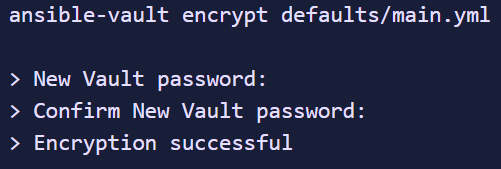 ansible-vault encrypt defaults/main.yml
> New Vault password:
> Confirm New Vault password:
> Encryption successful